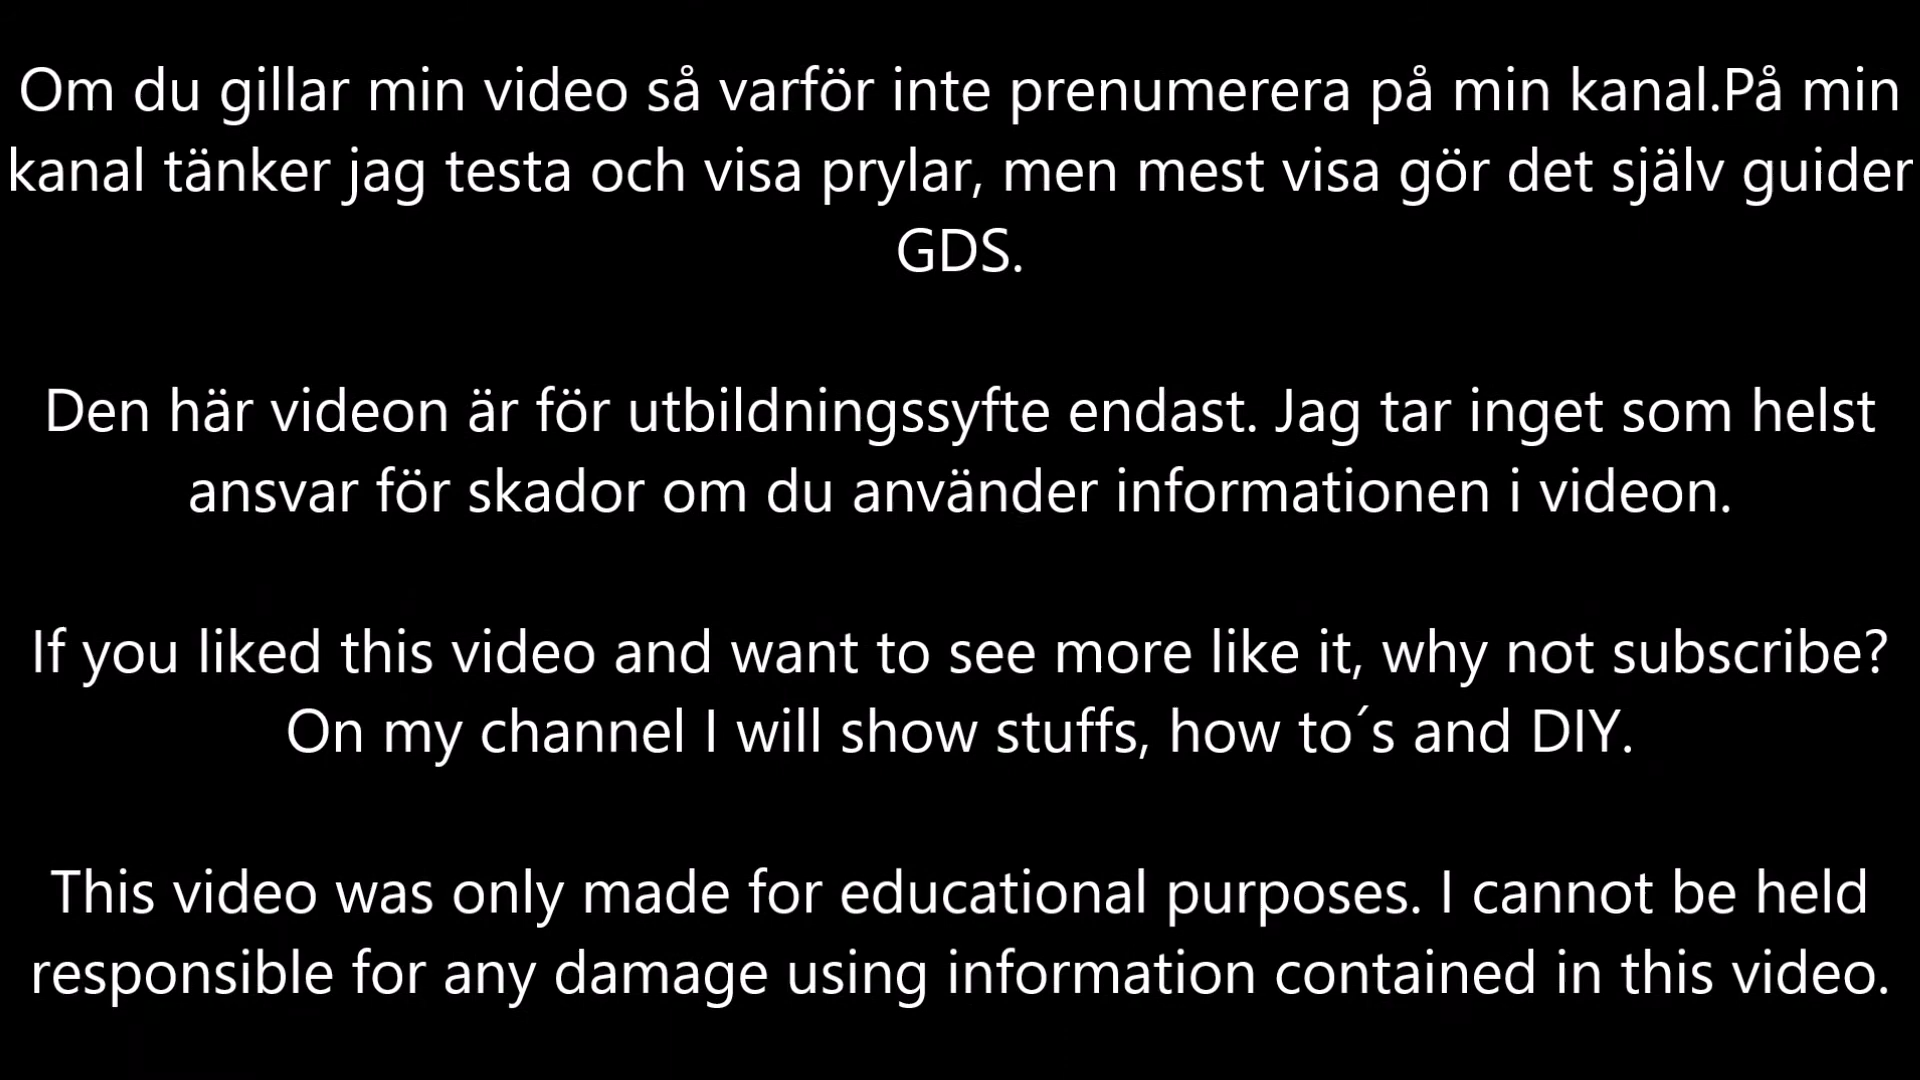 Om du gillar min video så varför inte prenumerera på min kanal.På min
kanal tänker jag testa och visa prylar, men mest visa gör det själv guider
GDS.
Den här videon är för utbildningssyfte endast. Jag tar inget som helst
ansvar för skador om du använder informationen i videon.
If you liked this video and want to see more like it, why not subscribe?
On my channel I will show stuffs, how to´s and DIY.
This video was only made for educational purposes. I cannot be held
responsible for any damage using information contained in this video.